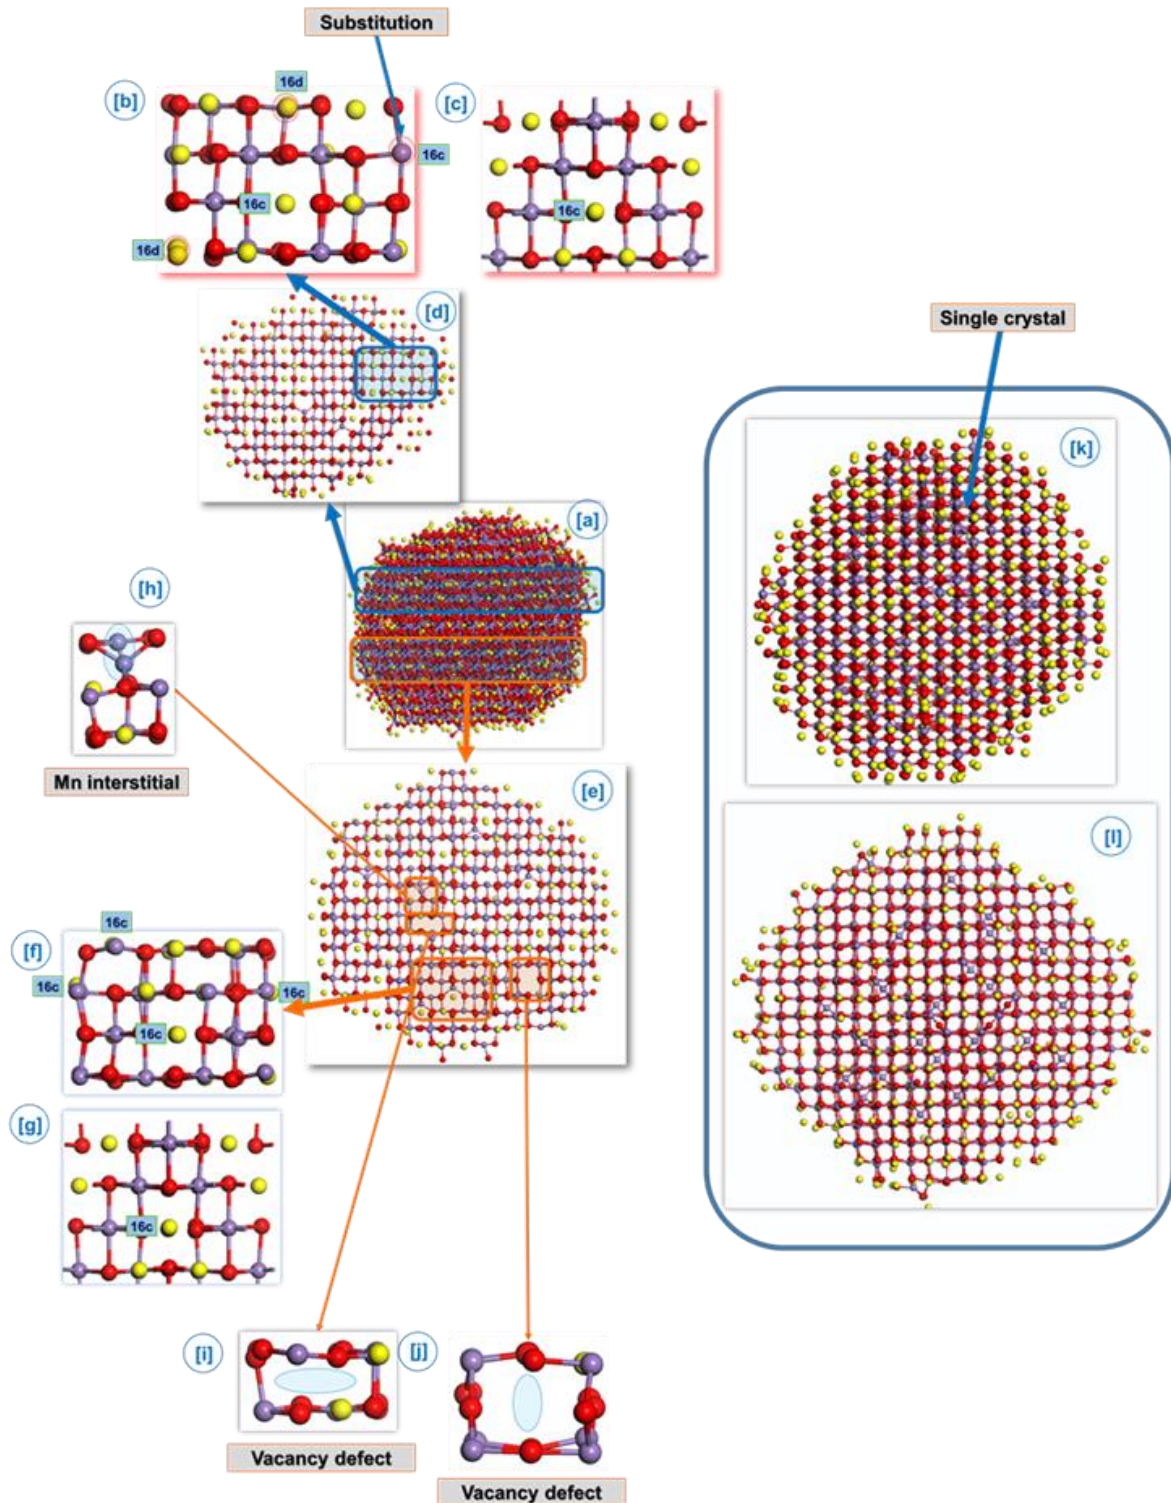 Substitution
16d
[b]
[c]
16c
16c
16c
16d
[d]
Single crystal
[k]
[a]
[h]
Mn interstitial
[e]
[l]
16c
[f]
16c
16c
16c
[g]
16c
[i]
[j]
Vacancy defect
Vacancy defect